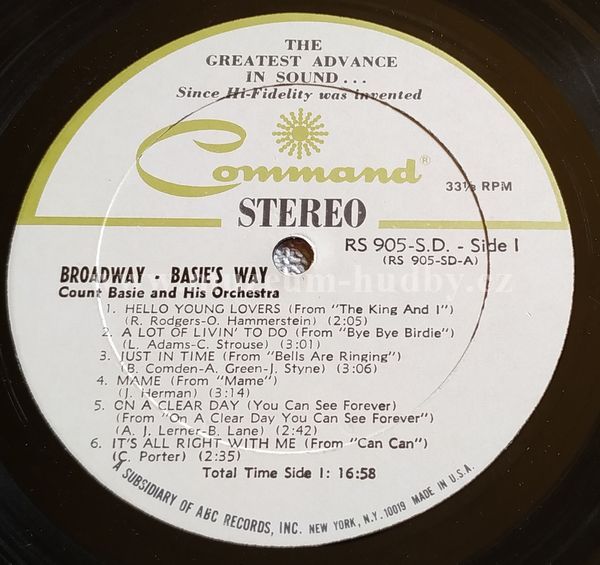 THE
GREATEST ADVANCE
IN SOUND...
Since Hi-Fidelity was invented
Command®
33⅓ RPM
STEREO
RS 905-S.D. - Side 1
(RS 905-SD-A)
BROADWAY - BASIE'S WAY
Count Basie and His Orchestra
1. HELLO YOUNG LOVERS (From "The King And I")
(R. Rodgers-O. Hammerstein) (2:05)
2. A LOT OF LIVIN' TO DO (From "Bye Bye Birdie")
(L. Adams-C. Strouse) (3:01)
3. JUST IN TIME (From "Bells Are Ringing")
(B. Comden-A. Green-J. Styne) (3:06)
4. MAME (From "Mame")
(J. Herman) (3:14)
5. ON A CLEAR DAY (You Can See Forever)
(From "On A Clear Day You Can See Forever")
(A. J. Lerner-B. Lane) (2:42)
6. IT'S ALL RIGHT WITH ME (From "Can Can")
(C. Porter) (2:35)
Total Time Side 1: 16:58
A SUBSIDIARY OF ABC RECORDS, INC. NEW YORK, N.Y. 10019 MADE IN U.S.A.